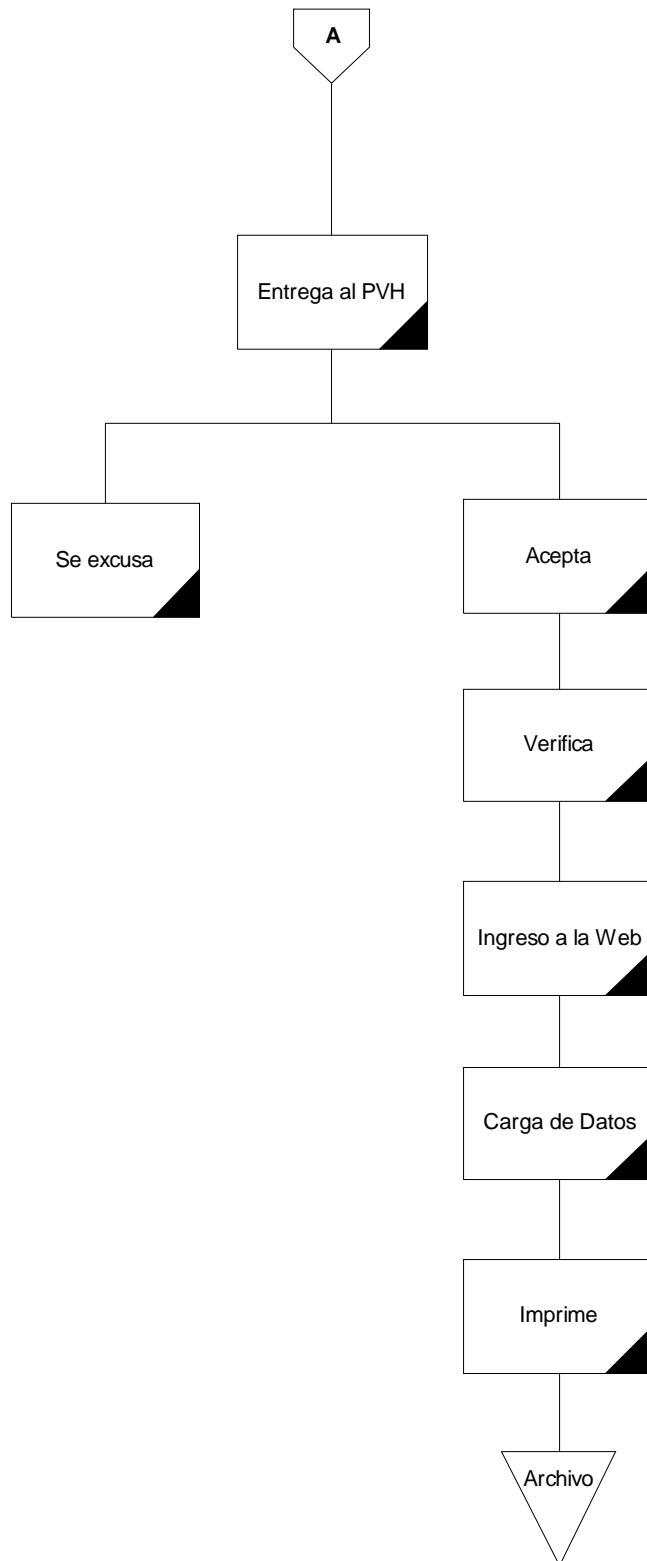 A
Entrega al PVH
Se excusa
Acepta
Verifica
Ingreso a la Web
Carga de Datos
Imprime
Archivo